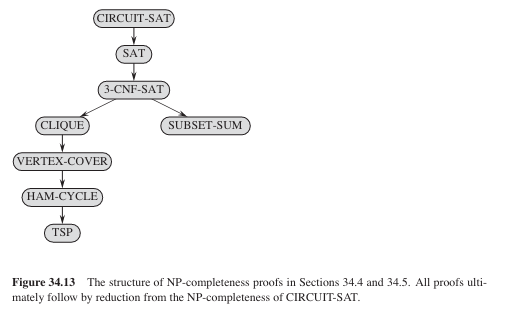 CIRCUIT-SAT
SAT
3-CNF-SAT
CLIQUE
SUBSET-SUM
VERTEX-COVER
HAM-CYCLE
TSP
Figure 34.13 The structure of NP-completeness proofs in Sections 34.4 and 34.5. All proofs ulti-
mately follow by reduction from the NP-completeness of CIRCUIT-SAT.